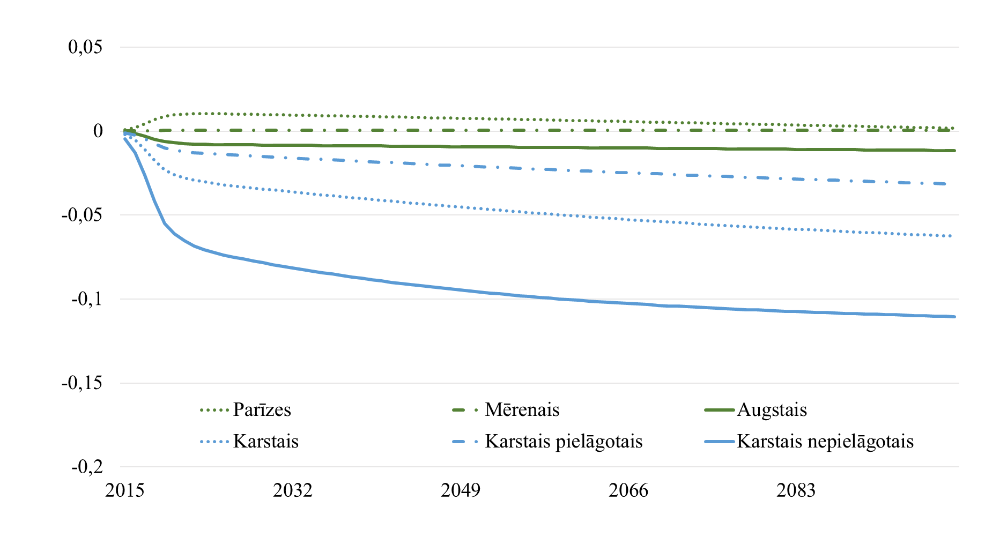 0,05
0
-0,05
-0,1
-0,15
Parīzes Mērenais Augstais
Karstais Karstais pielāgotais Karstais nepielāgotais
-0,2
2015 2032 2049 2066 2083